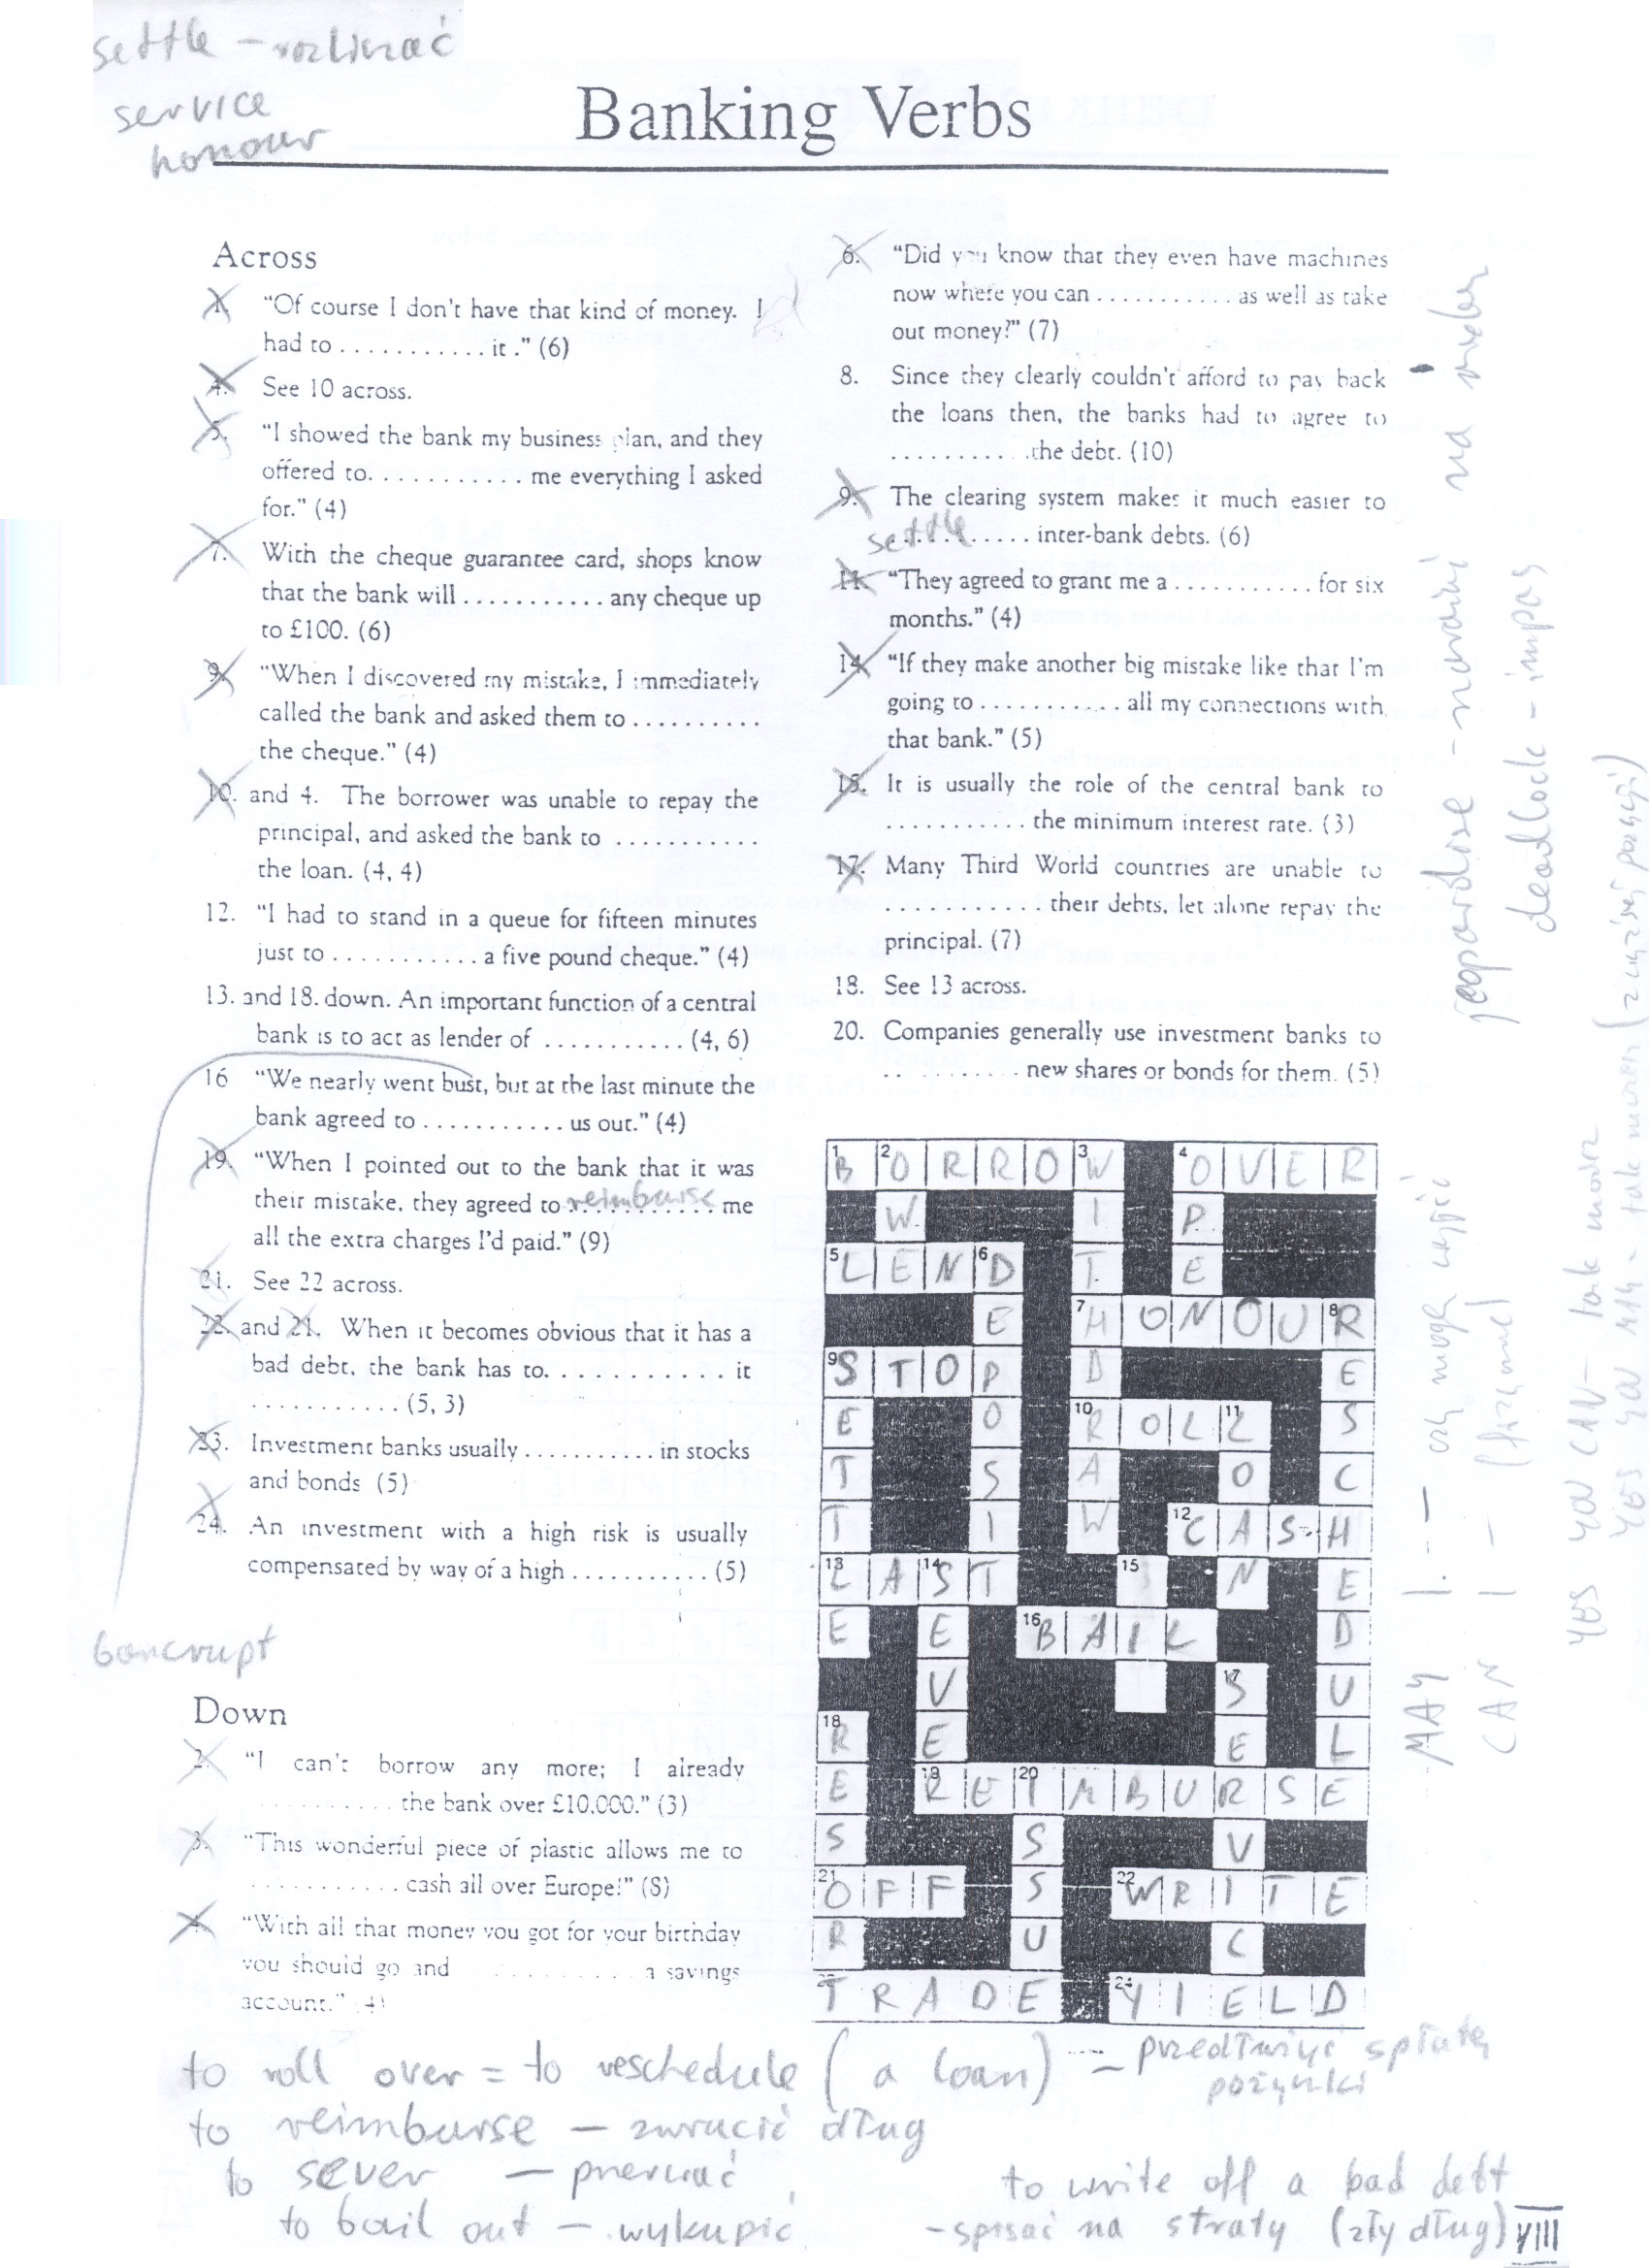 settle – rozliczać
service
honour
Banking Verbs
Across
1. "Of course I don't have that kind of money. I
had to ........... it ." (6)
4. See 10 across.
5. "I showed the bank my business plan, and they
offered to............ me everything I asked
for." (4)
7. With the cheque guarantee card, shops know
that the bank will ........... any cheque up
to £100. (6)
9. "When I discovered my mistake, I immediately
called the bank and asked them to ..........
the cheque." (4)
10. and 4. The borrower was unable to repay the
principal, and asked the bank to ...........
the loan. (4, 4)
12. "I had to stand in a queue for fifteen minutes
just to ............ a five pound cheque." (4)
13. and 18. down. An important function of a central
bank is to act as lender of ........... (4, 6)
16 "We nearly went bust, but at the last minute the
bank agreed to ........... us out." (4)
19. "When I pointed out to the bank that it was
their mistake, they agreed to reimburse me
all the extra charges I'd paid." (9)
21. See 22 across.
22. and 21. When it becomes obvious that it has a
bad debt, the bank has to............ it
........... (5, 3)
23. Investment banks usually .......... in stocks
and bonds (5)
24. An investment with a high risk is usually
compensated by way of a high ........... (5)
bancrupt
Down
2. "I can't borrow any more; I already
........... the bank over £10,000." (3)
3. "This wonderful piece of plastic allows me to
............ cash all over Europe!" (8)
4. "With all that money you got for your birthday
you should go and .......... a savings
account." (4)
6. "Did you know that they even have machines
now where you can ........... as well as take
out money?" (7)
8. Since they clearly couldn't afford to pay back
the loans then, the banks had to agree to
............the debt. (10)
9. The clearing system makes it much easier to
settle ..... inter-bank debts. (6)
11. "They agreed to grant me a ........... for six
months." (4)
14. "If they make another big mistake like that I'm
going to ........... all my connections with
that bank." (5)
15. It is usually the role of the central bank to
........... the minimum interest rate. (3)
17. Many Third World countries are unable to
............ their debts, let alone repay the
principal. (7)
18. See 13 across.
20. Companies generally use investment banks to
........... new shares or bonds for them. (5)
1 B 2 O R R O 3 W 4 O V E R
W I P
5 L E N 6 D T E
E 7 H O N O U 8 R
9 S T O P D E
E O 10 R O L 11 L S
T S A O C
T I W 12 C A S H
13 L A 14 S T 15 N E
E E 16 B A I L D
V 17 S U
18 R E E L
E 19 R E 20 I M B U R S E
S S V
21 O F F S 22 W R I T E
R U C
23 T R A D E 24 Y I E L D
jeopardise – narazić na
deadlock – impas
MAY I – czy mogę wyjść
CAN I –
YES YOU CAN – tak
YES YOU MAY – tak
to roll over = to reschedule (a loan) – przedłużyć spłatę
pożyczki
to reimburse – zwrócić dług
to sever – przerwać
to bail out – wykupić
to write off a bad debt
– spisać na straty (zły dług)
VIII